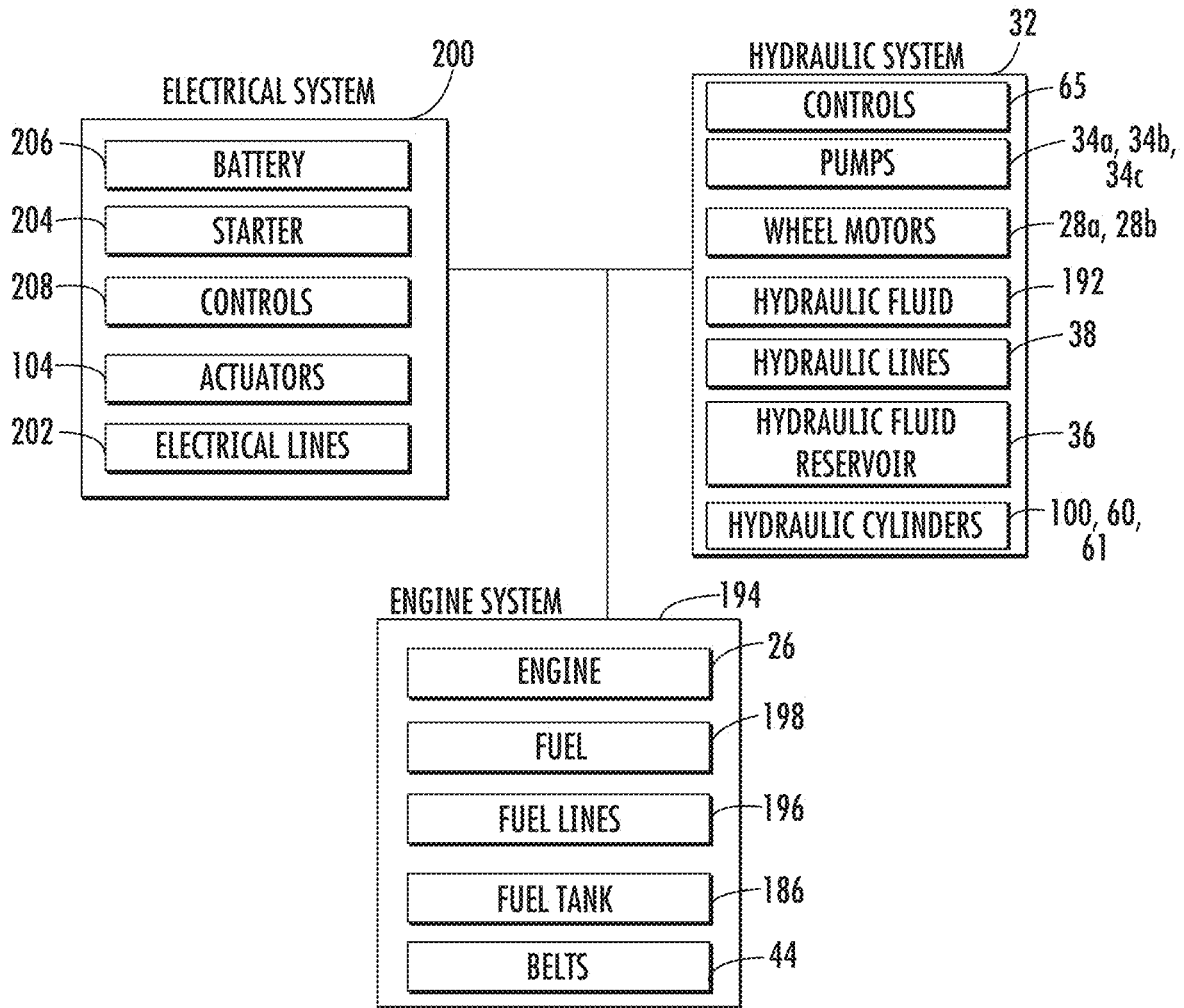 ELECTRICAL SYSTEM
200
206
BATTERY
204
STARTER
208
CONTROLS
104
ACTUATORS
202
ELECTRICAL LINES
HYDRAULIC SYSTEM
32
CONTROLS
65
PUMPS
34a, 34b,
34c
WHEEL MOTORS
28a, 28b
HYDRAULIC FLUID
192
HYDRAULIC LINES
38
HYDRAULIC FLUID
RESERVOIR
36
HYDRAULIC CYLINDERS
100, 60,
61
ENGINE SYSTEM
194
ENGINE
26
FUEL
198
FUEL LINES
196
FUEL TANK
186
BELTS
44